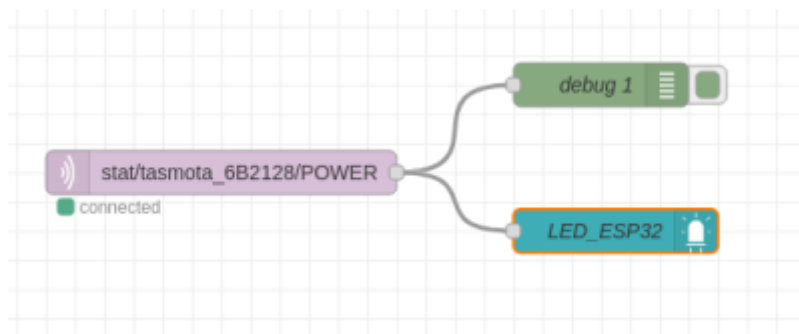 debug 1
stat/tasmota_6B2128/POWER
connected
LED_ESP32